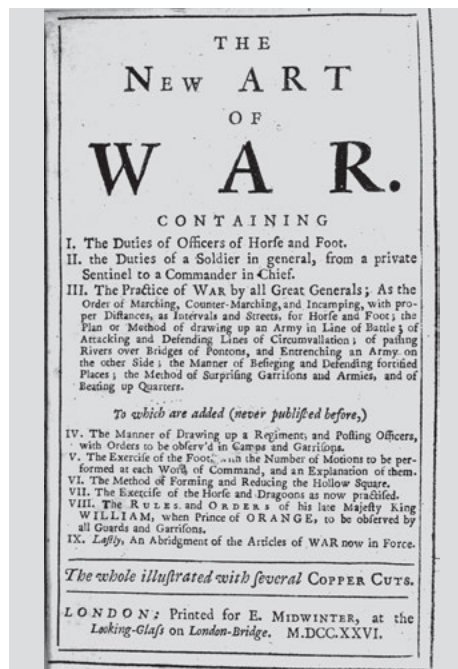 THE
NEW ART
OF
WAR.
CONTAINING
I. The Duties of Officers of Horſe and Foot.
II. the Duties of a Soldier in general, from a private
Sentinel to a Commander in Chief.
III. The Practice of WAR by all Great Generals; As the
Order of Marching, Counter-Marching, and Incamping, with pro-
per Diſtances, as Intervals and Streets, for Horſe and Foot; the
Plan or Method of drawing up an Army in Line of Battle; of
Attacking and Defending Lines of Circumvallation; of paſſing
Rivers over Bridges of Pontons, and Entrenching an Army on
the other Side; the Manner of Beſieging and Defending fortified
Places; the Method of Surpriſing Garriſons and Armies, and of
Beating up Quarters.
To which are added (never publiſhed before,)
IV. The Manner of Drawing up a Regiment, and Poſting Officers,
with Orders to be obſerv'd in Camps and Garriſons.
V. The Exerciſe of the Foot, with the Number of Motions to be per-
formed at each Word of Command, and an Explanation of them.
VI. The Method of Forming and Reducing the Hollow Square.
VII. The Exerciſe of the Horſe and Dragoons as now practiſed.
VIII. The RULES and ORDERS of his late Majeſty King
WILLIAM, when Prince of ORANGE, to be obſerved by
all Guards and Garriſons.
IX. Laſtly, An Abridgment of the Articles of WAR now in Force.
The whole illuſtrated with ſeveral COPPER CUTS.
LONDON: Printed for E. MIDWINTER, at the
Looking-Glaſs on London-Bridge. M.DCC.XXVI.